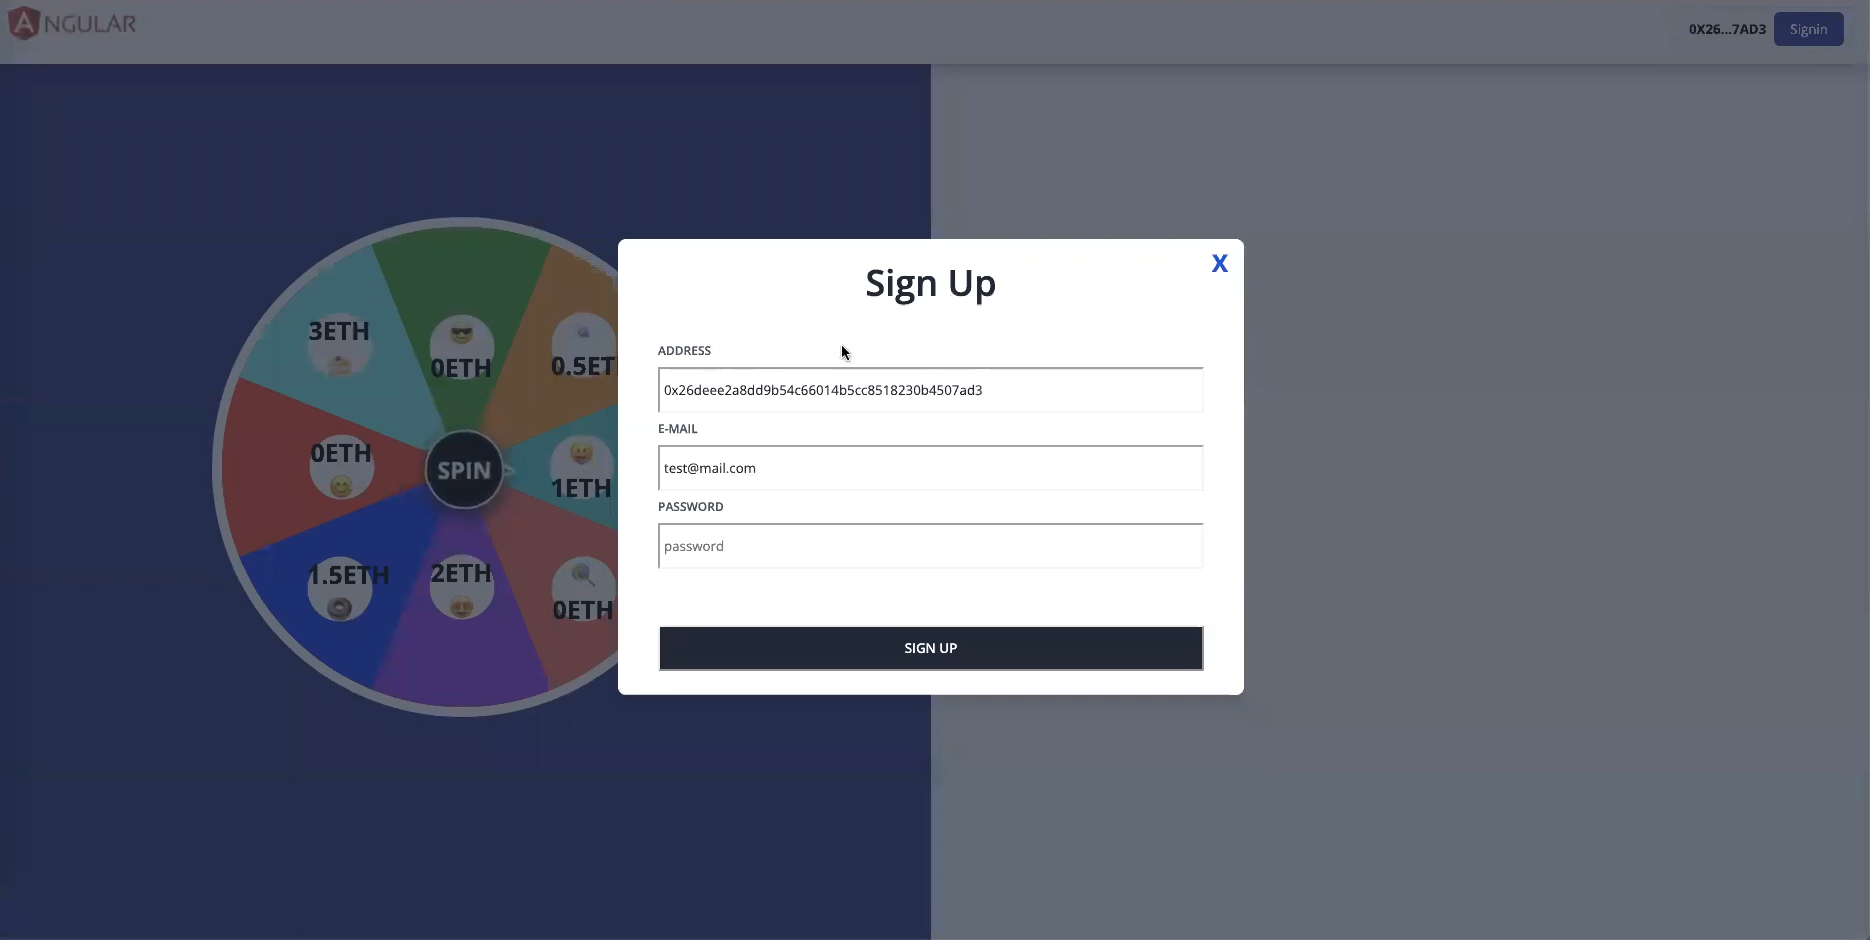 NGULAR
0X26...7AD3
Signin
Sign Up
X
ADDRESS
0x26deee2a8dd9b54c66014b5cc8518230b4507ad3
E-MAIL
test@mail.com
PASSWORD
password
SIGN UP
3ETH
0ETH
0.5ET
0ETH
SPIN
>
1ETH
1.5ETH
2ETH
0ETH